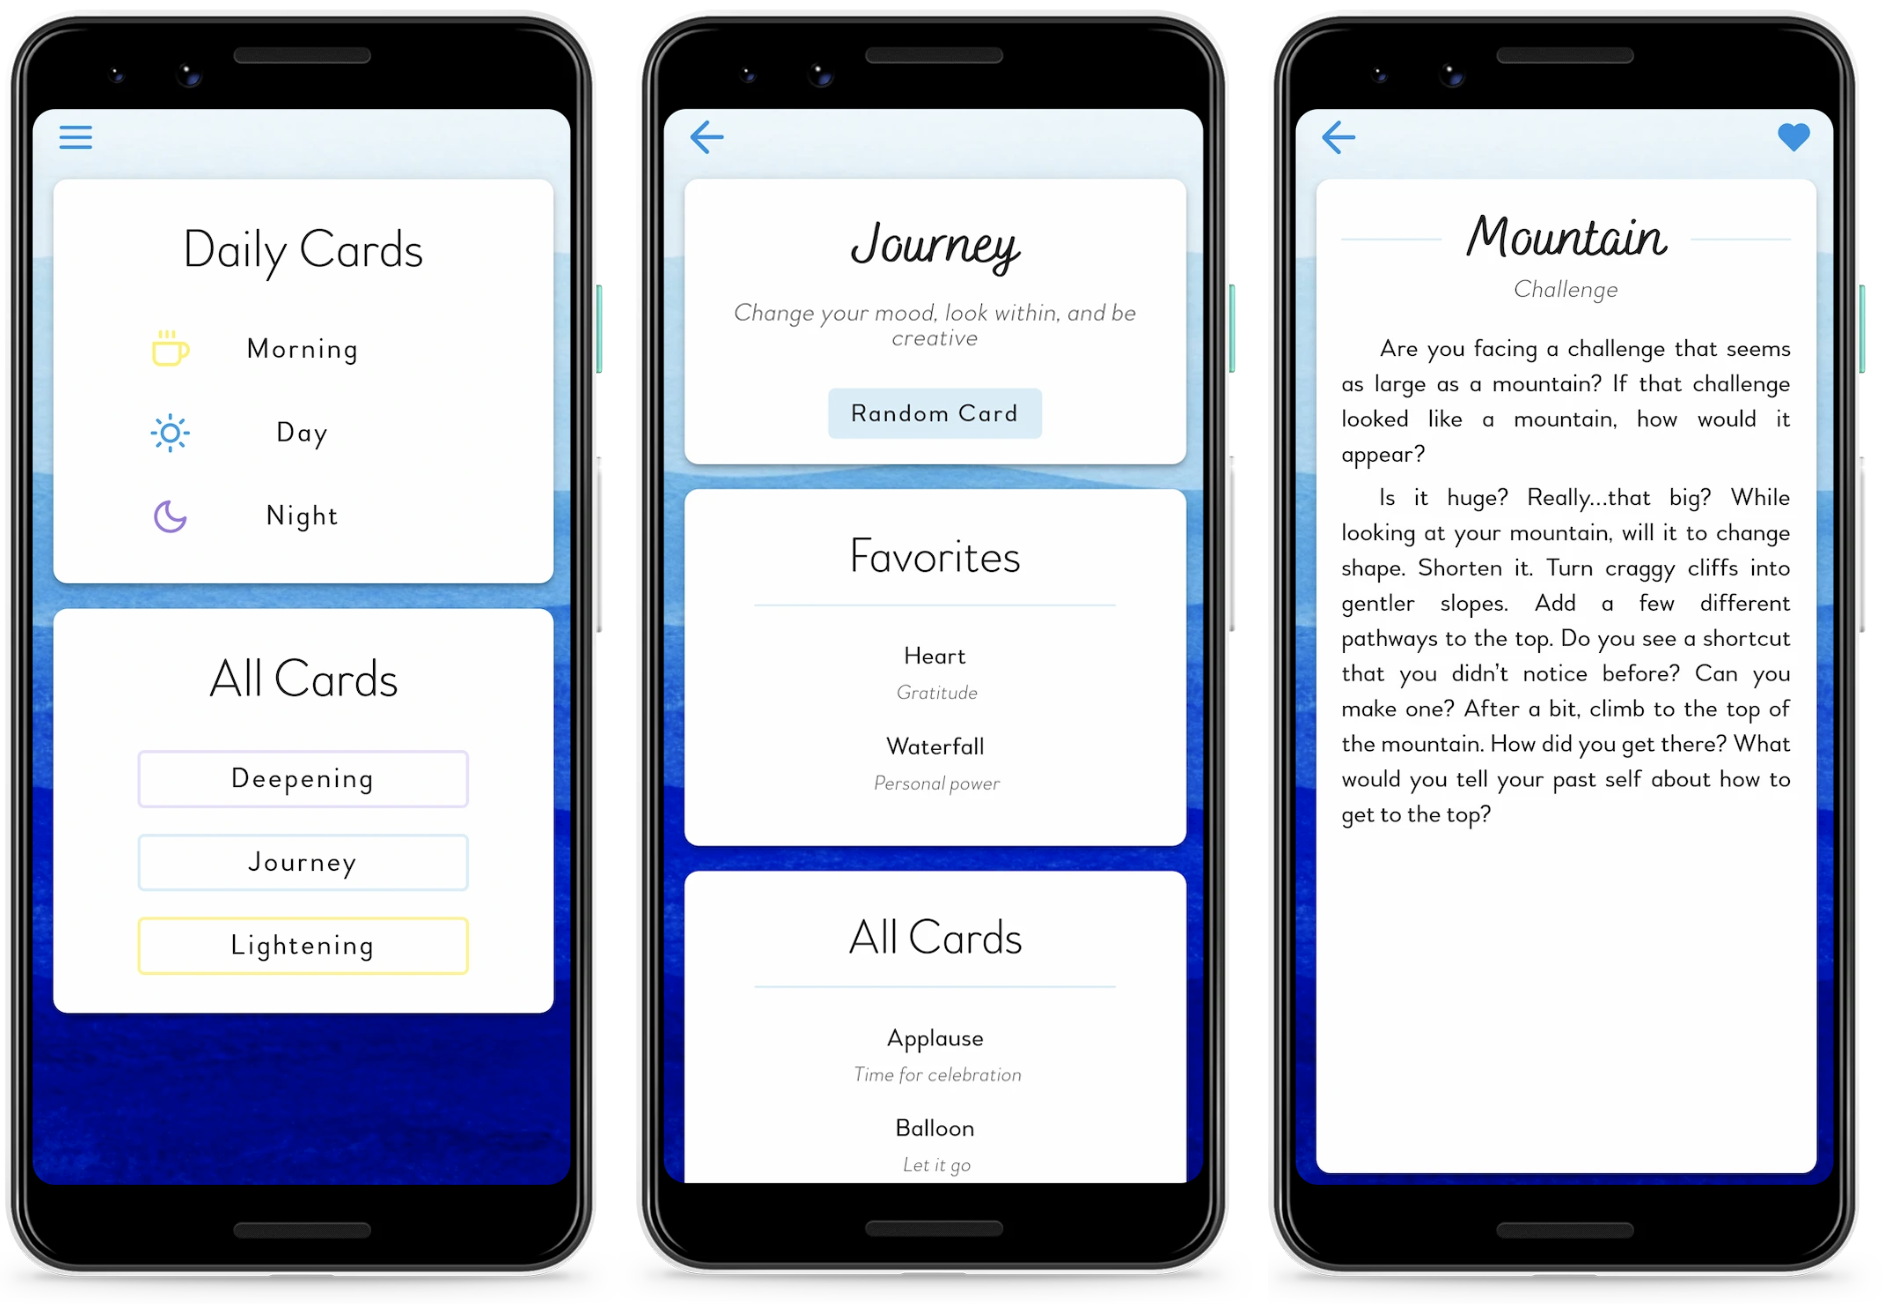 Daily Cards
Morning
Day
Night
All Cards
Deepening
Journey
Lightening
Journey
Change your mood, look within, and be
creative
Random Card
Favorites
Heart
Gratitude
Waterfall
Personal power
All Cards
Applause
Time for celebration
Balloon
Let it go
Mountain
Challenge
Are you facing a challenge that seems
as large as a mountain? If that challenge
looked like a mountain, how would it
appear?
Is it huge? Really...that big? While
looking at your mountain, will it to change
shape. Shorten it. Turn craggy cliffs into
gentler slopes. Add a few different
pathways to the top. Do you see a shortcut
that you didn't notice before? Can you
make one? After a bit, climb to the top of
the mountain. How did you get there? What
would you tell your past self about how to
get to the top?